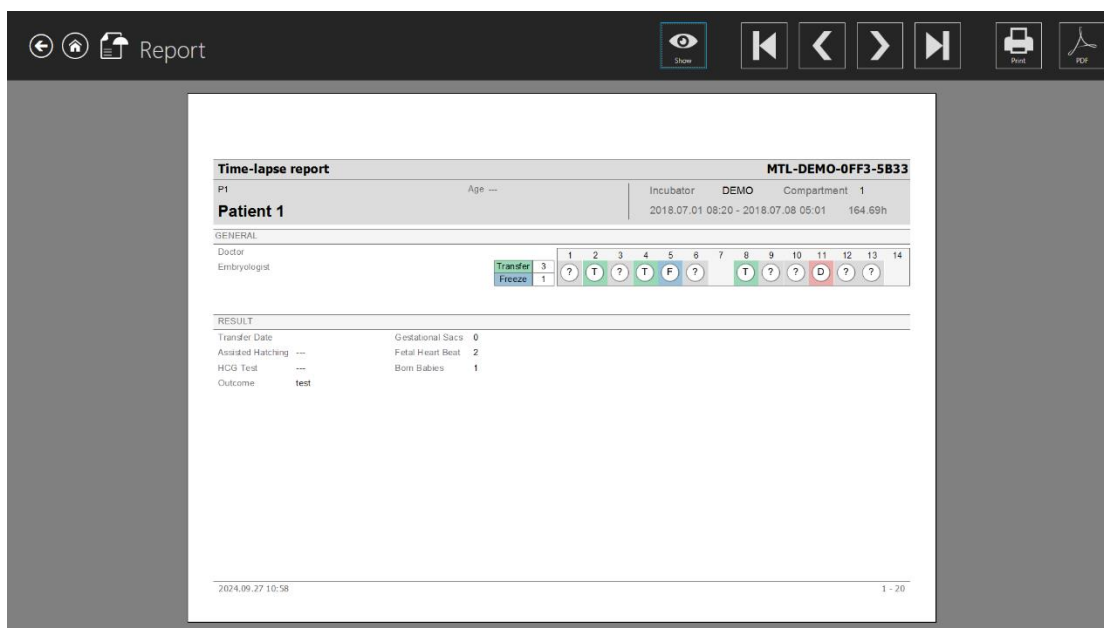 Report
Show
Print
PDF
Time-lapse report MTL-DEMO-0FF3-5B33
P1 Age ---
Patient 1
Incubator DEMO Compartment 1
2018.07.01 08:20 - 2018.07.08 05:01 164.69h
GENERAL
Doctor
Embryologist
Transfer 3
Freeze 1
1 2 3 4 5 6 7 8 9 10 11 12 13 14
? T ? T F ? T ? ? D ? ?
RESULT
Transfer Date Gestational Sacs 0
Assisted Hatching --- Fetal Heart Beat 2
HCG Test --- Born Babies 1
Outcome test
2024.09.27 10:58 1 - 20